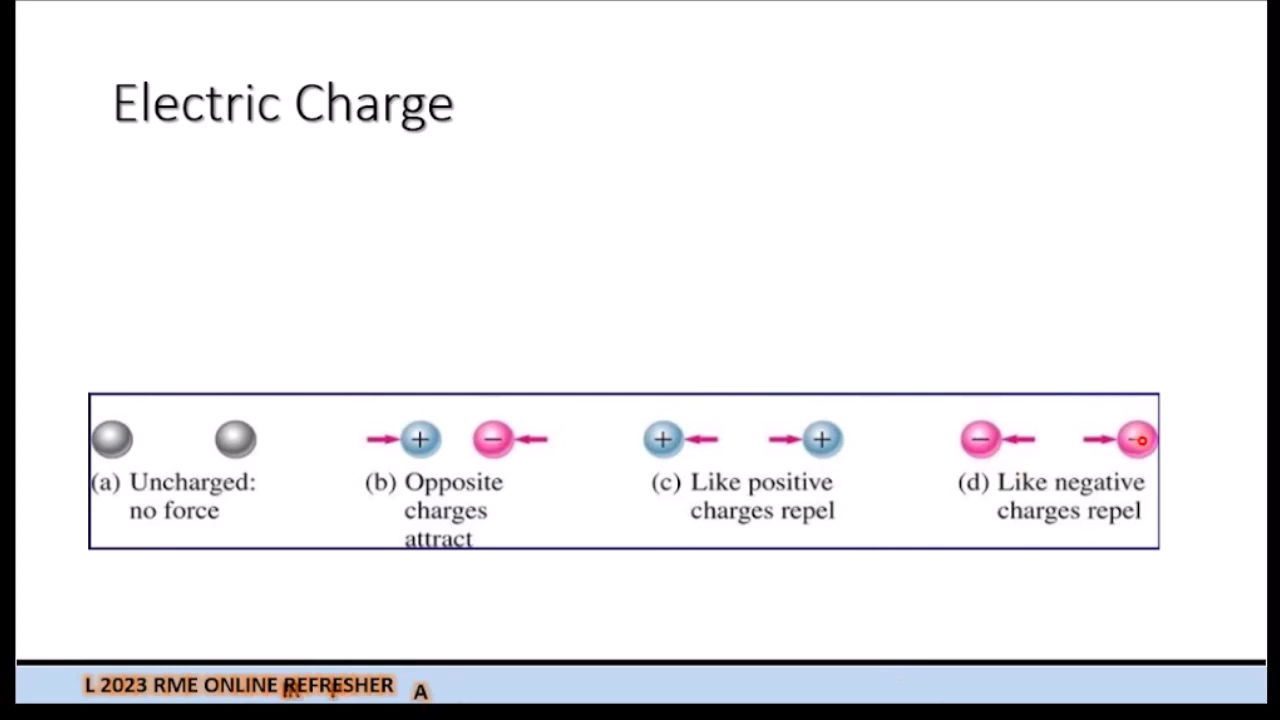 Electric Charge
+ − + + −
(a) Uncharged: no force
(b) Opposite charges attract
(c) Like positive charges repel
(d) Like negative charges repel
L 2023 RME ONLINE REFRESHER A